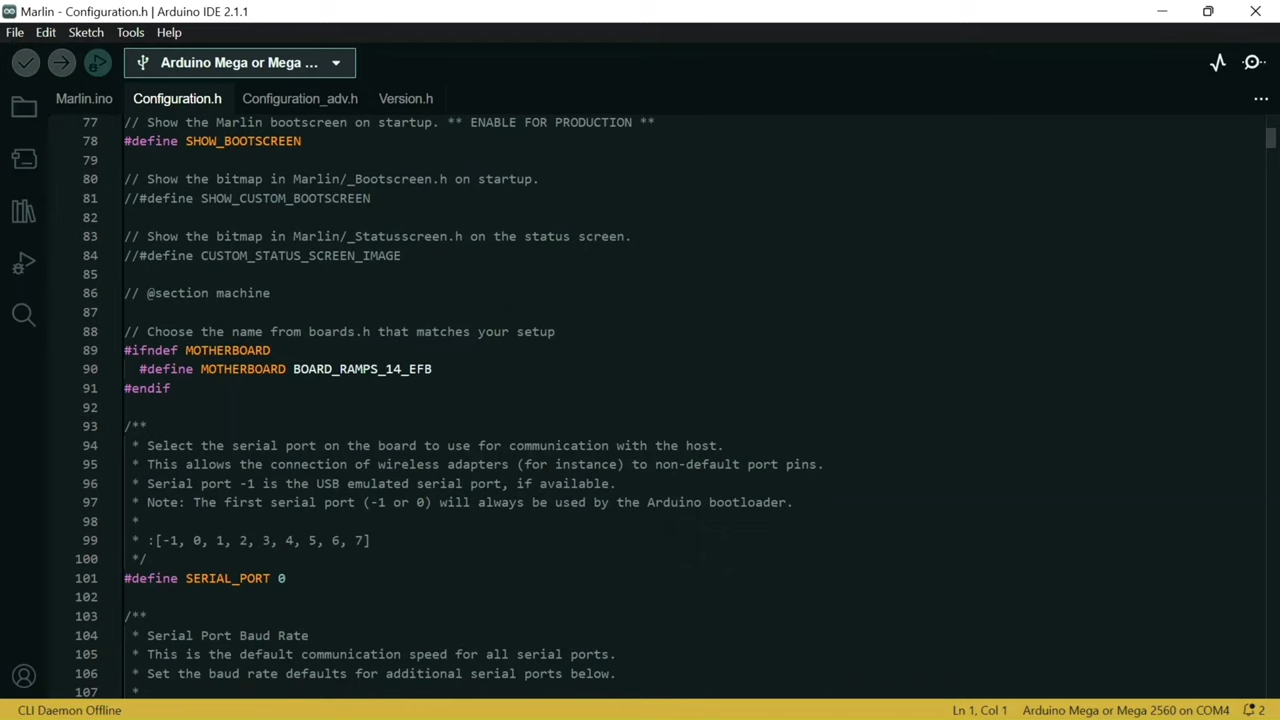 Marlin - Configuration.h | Arduino IDE 2.1.1
File Edit Sketch Tools Help
Arduino Mega or Mega ...
Marlin.ino Configuration.h Configuration_adv.h Version.h
77 // Show the Marlin bootscreen on startup. ** ENABLE FOR PRODUCTION **
78 #define SHOW_BOOTSCREEN
79
80 // Show the bitmap in Marlin/_Bootscreen.h on startup.
81 //#define SHOW_CUSTOM_BOOTSCREEN
82
83 // Show the bitmap in Marlin/_Statusscreen.h on the status screen.
84 //#define CUSTOM_STATUS_SCREEN_IMAGE
85
86 // @section machine
87
88 // Choose the name from boards.h that matches your setup
89 #ifndef MOTHERBOARD
90   #define MOTHERBOARD BOARD_RAMPS_14_EFB
91 #endif
92
93 /**
94  * Select the serial port on the board to use for communication with the host.
95  * This allows the connection of wireless adapters (for instance) to non-default port pins.
96  * Serial port -1 is the USB emulated serial port, if available.
97  * Note: The first serial port (-1 or 0) will always be used by the Arduino bootloader.
98  *
99  * :[-1, 0, 1, 2, 3, 4, 5, 6, 7]
100  */
101 #define SERIAL_PORT 0
102
103 /**
104  * Serial Port Baud Rate
105  * This is the default communication speed for all serial ports.
106  * Set the baud rate defaults for additional serial ports below.
107  *
CLI Daemon Offline Ln 1, Col 1 Arduino Mega or Mega 2560 on COM4 2